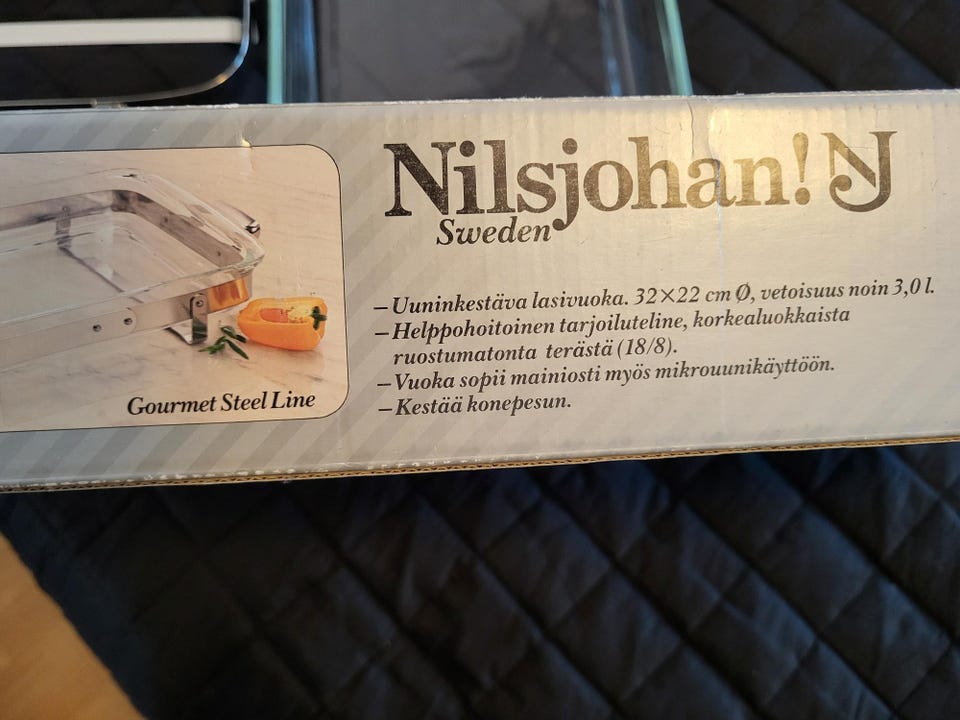 Nilsjohan! NJ
Sweden
– Uuninkestävä lasivuoka. 32×22 cm Ø, vetoisuus noin 3,0 l.
– Helppohoitoinen tarjoiluteline, korkealuokkaista
ruostumatonta terästä (18/8).
– Vuoka sopii mainiosti myös mikrouunikäyttöön.
– Kestää konepesun.
Gourmet Steel Line